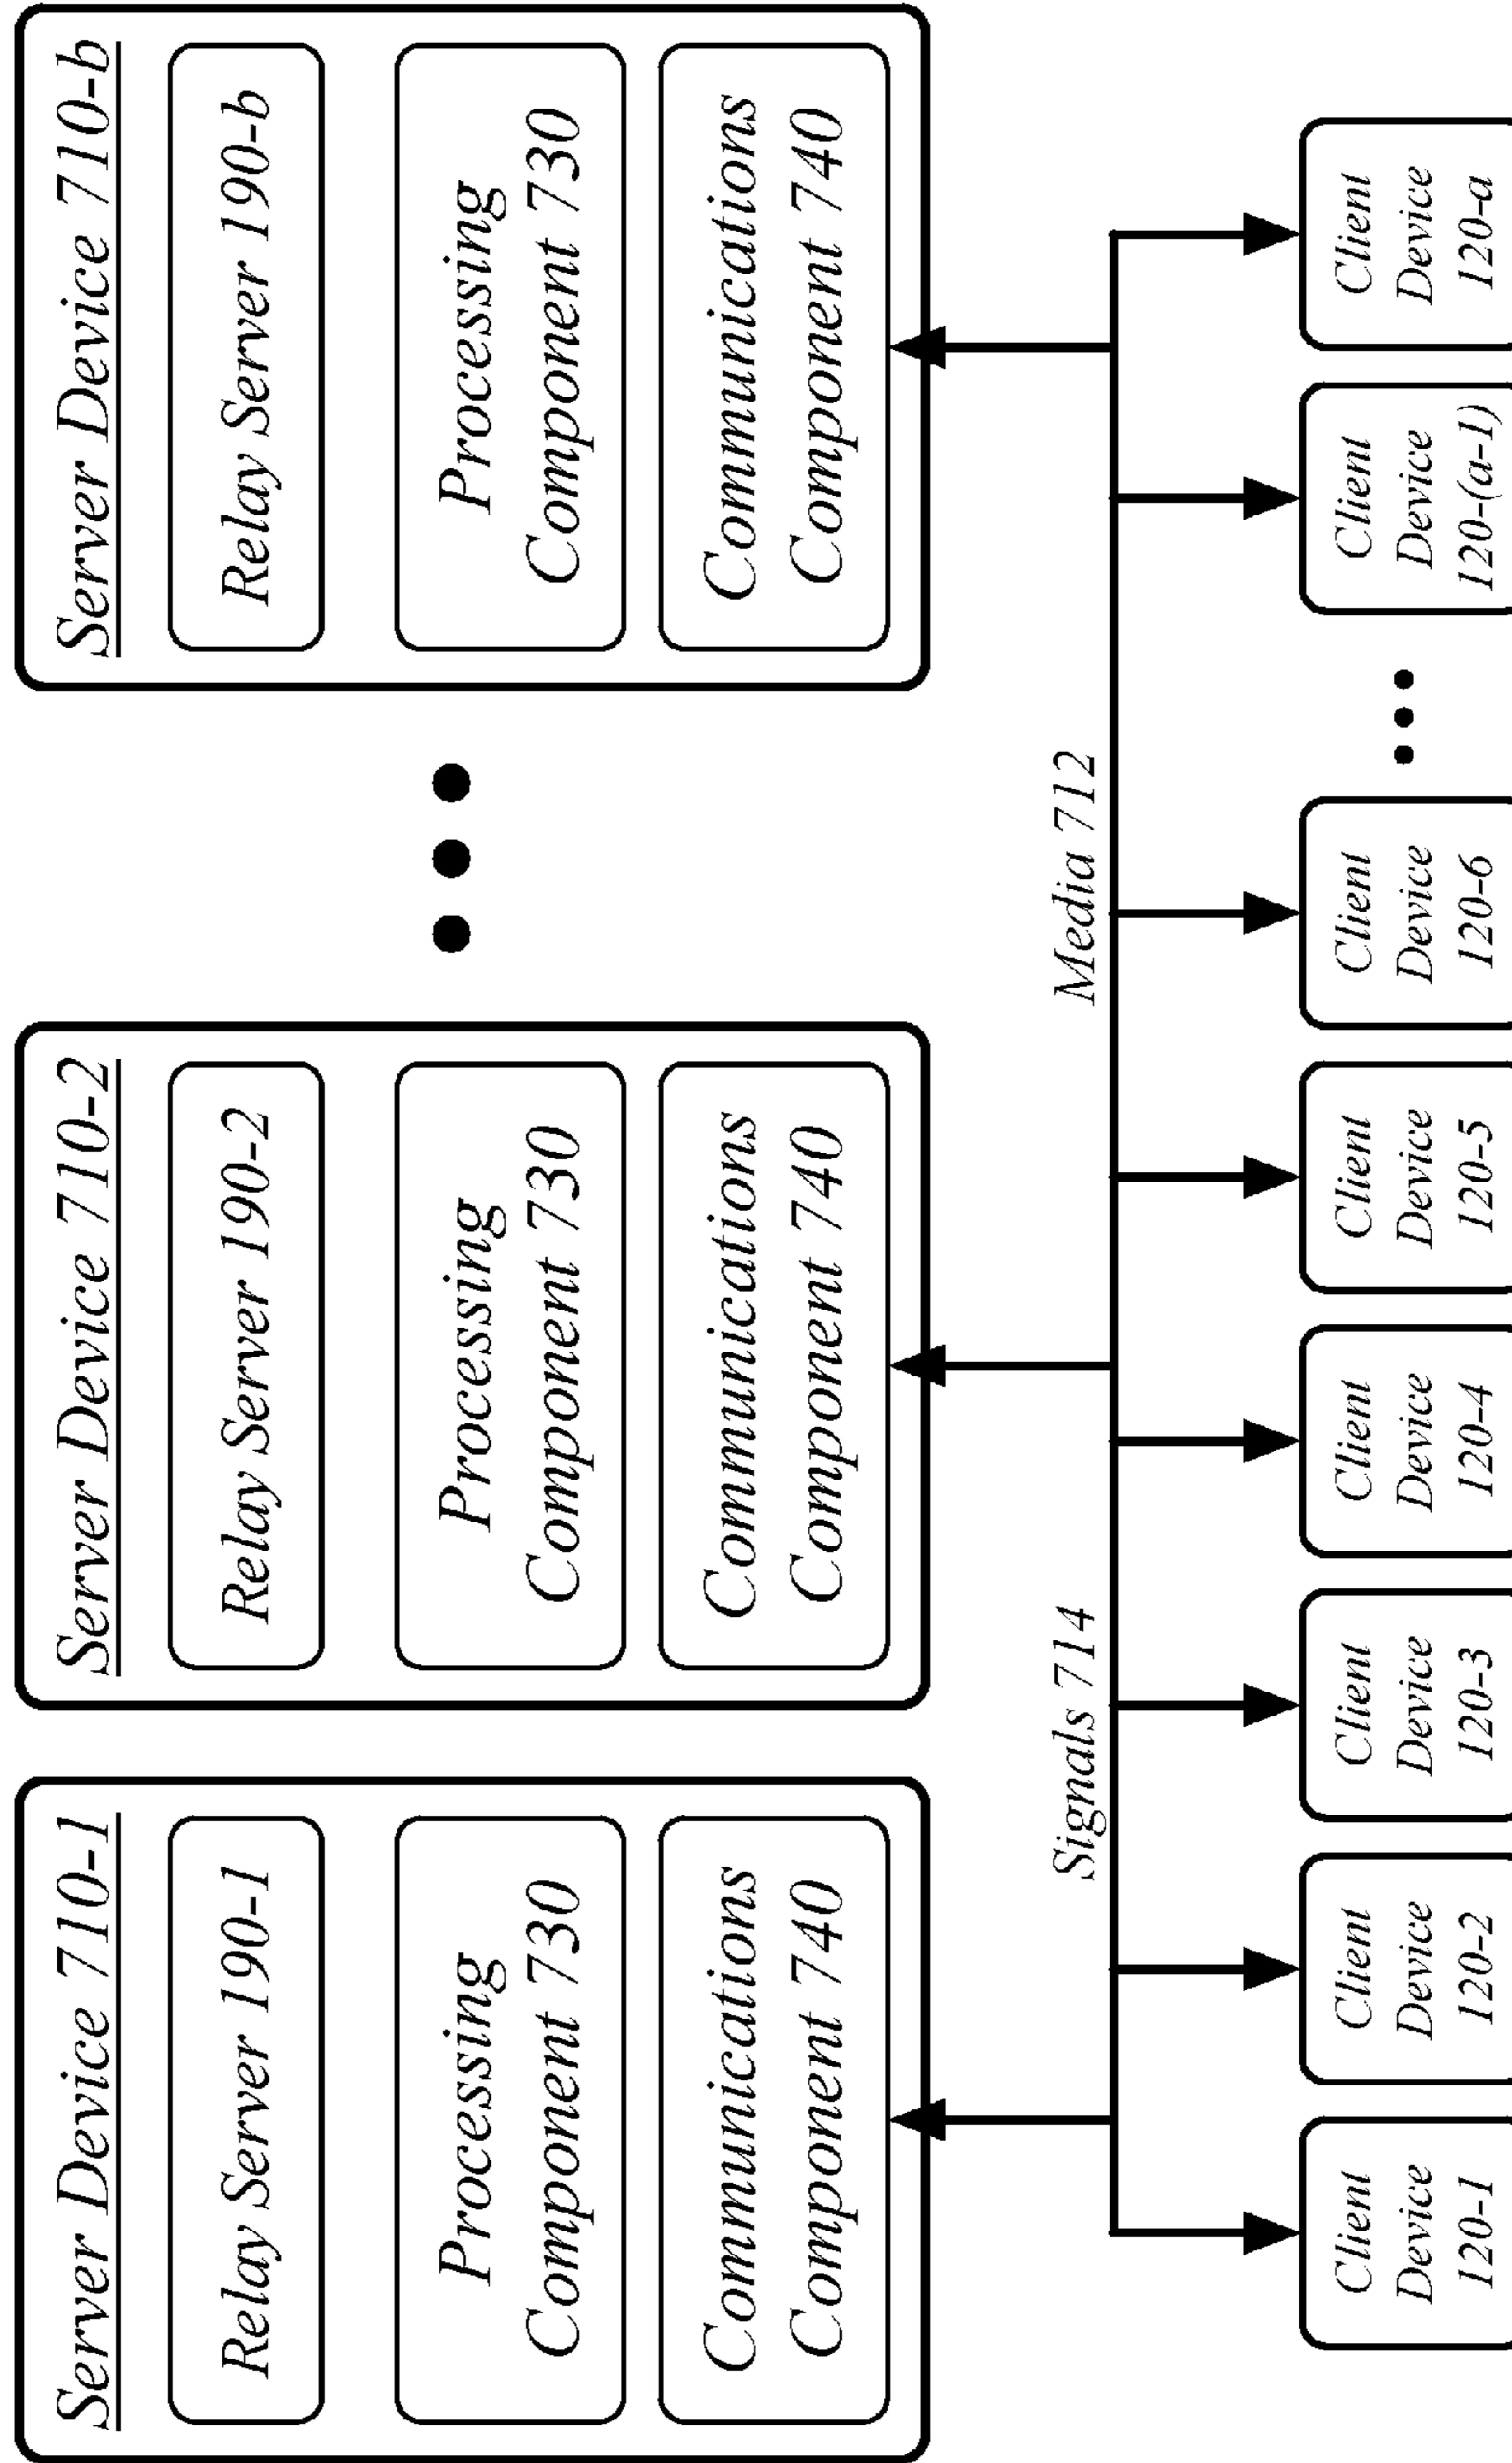 Server Device 710-1
Relay Server 190-1
Processing
Component 730
Communications
Component 740
Server Device 710-2
Relay Server 190-2
Processing
Component 730
Communications
Component 740
Server Device 710-b
Relay Server 190-b
Processing
Component 730
Communications
Component 740
Signals 714
Media 712
Client
Device
120-1
Client
Device
120-2
Client
Device
120-3
Client
Device
120-4
Client
Device
120-5
Client
Device
120-6
Client
Device
120-(a-1)
Client
Device
120-a